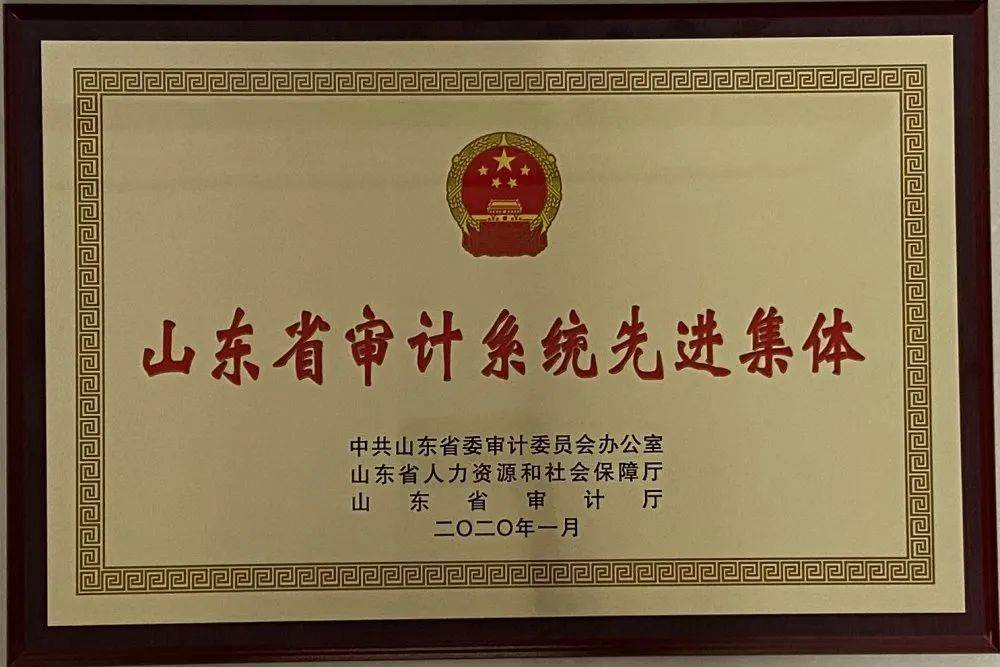 山东省审计系统先进集体
中共山东省委审计委员会办公室
山东省人力资源和社会保障厅
山东省审计厅
二〇二〇年一月